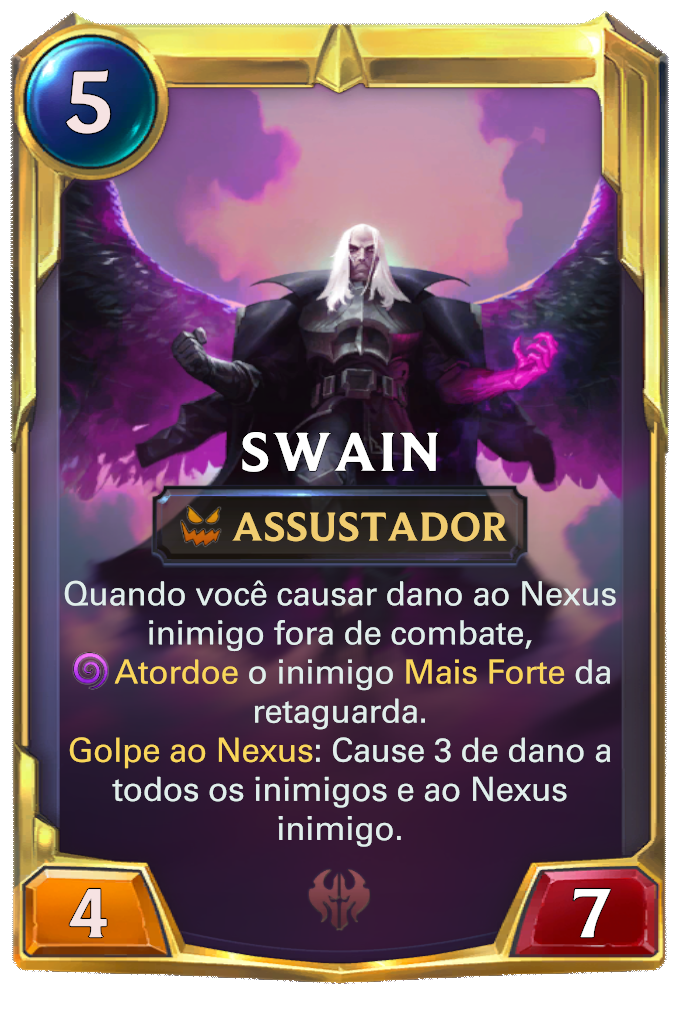 5
SWAIN
ASSUSTADOR
Quando você causar dano ao Nexus
inimigo fora de combate,
Atordoe o inimigo Mais Forte da
retaguarda.
Golpe ao Nexus: Cause 3 de dano a
todos os inimigos e ao Nexus
inimigo.
4
7